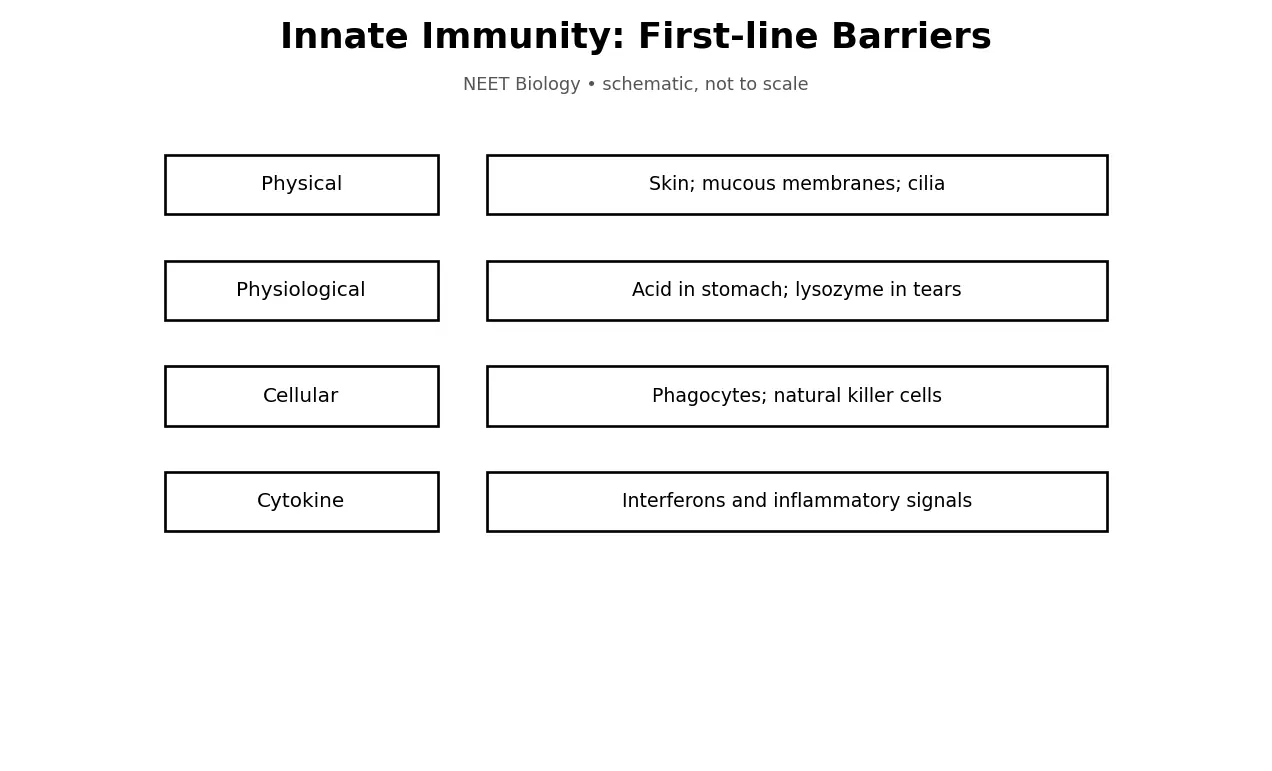 Innate Immunity: First-line Barriers
NEET Biology • schematic, not to scale
Physical
Skin; mucous membranes; cilia
Physiological
Acid in stomach; lysozyme in tears
Cellular
Phagocytes; natural killer cells
Cytokine
Interferons and inflammatory signals